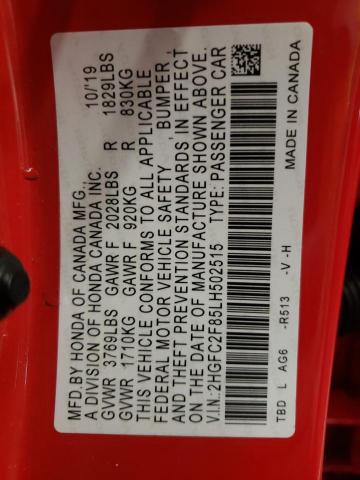 MFD.BY HONDA OF CANADA MFG., 10/19
A DIVISION OF HONDA CANADA INC.
GVWR 3769LBS GAWR F 2028LBS R 1829LBS
GVWR 1710KG GAWR F 920KG R 830KG
THIS VEHICLE CONFORMS TO ALL APPLICABLE
FEDERAL MOTOR VEHICLE SAFETY, BUMPER,
AND THEFT PREVENTION STANDARDS IN EFFECT
ON THE DATE OF MANUFACTURE SHOWN ABOVE.
V.I.N.: 2HGFC2F85LH502515 TYPE: PASSENGER CAR
TBD L AG6 -R513 -V -H MADE IN CANADA